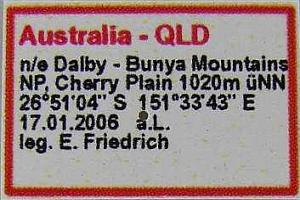 Australia - QLD
n/e Dalby - Bunya Mountains
NP, Cherry Plain 1020m üNN
26°51'04" S 151°33'43" E
17.01.2006 a.L.
leg. E. Friedrich